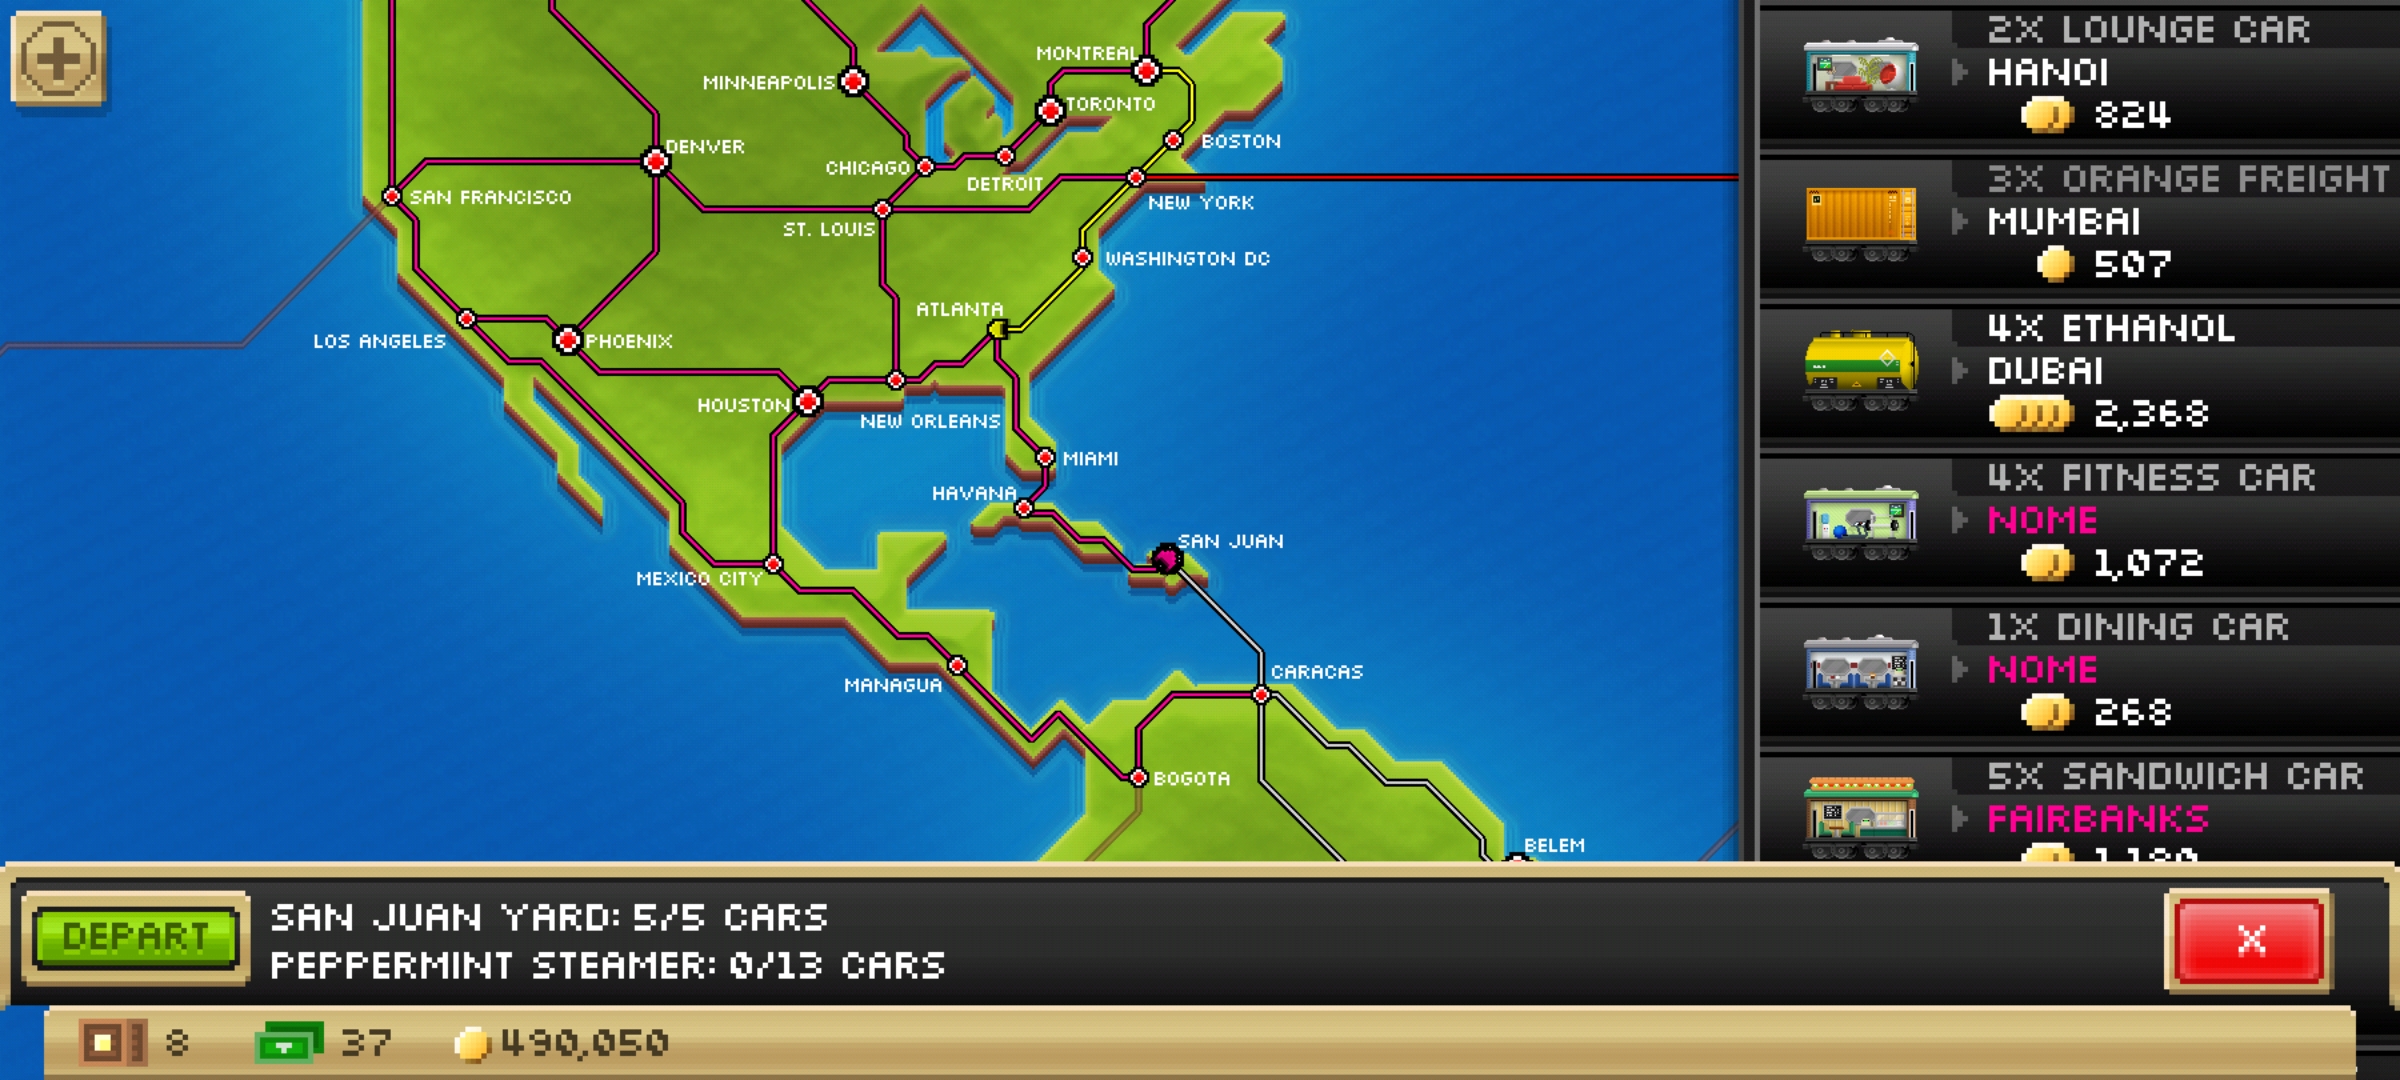 MONTREAL
MINNEAPOLIS
TORONTO
DENVER
BOSTON
CHICAGO
DETROIT
SAN FRANCISCO
NEW YORK
ST. LOUIS
WASHINGTON DC
ATLANTA
LOS ANGELES
PHOENIX
HOUSTON
NEW ORLEANS
MIAMI
HAVANA
SAN JUAN
MEXICO CITY
CARACAS
MANAGUA
BOGOTA
BELEM
2X LOUNGE CAR
HANOI
824
3X ORANGE FREIGHT
MUMBAI
507
4X ETHANOL
DUBAI
2,368
4X FITNESS CAR
NOME
1,072
1X DINING CAR
NOME
268
5X SANDWICH CAR
FAIRBANKS
DEPART
SAN JUAN YARD: 5/5 CARS
PEPPERMINT STEAMER: 0/13 CARS
X
8
37
490,050